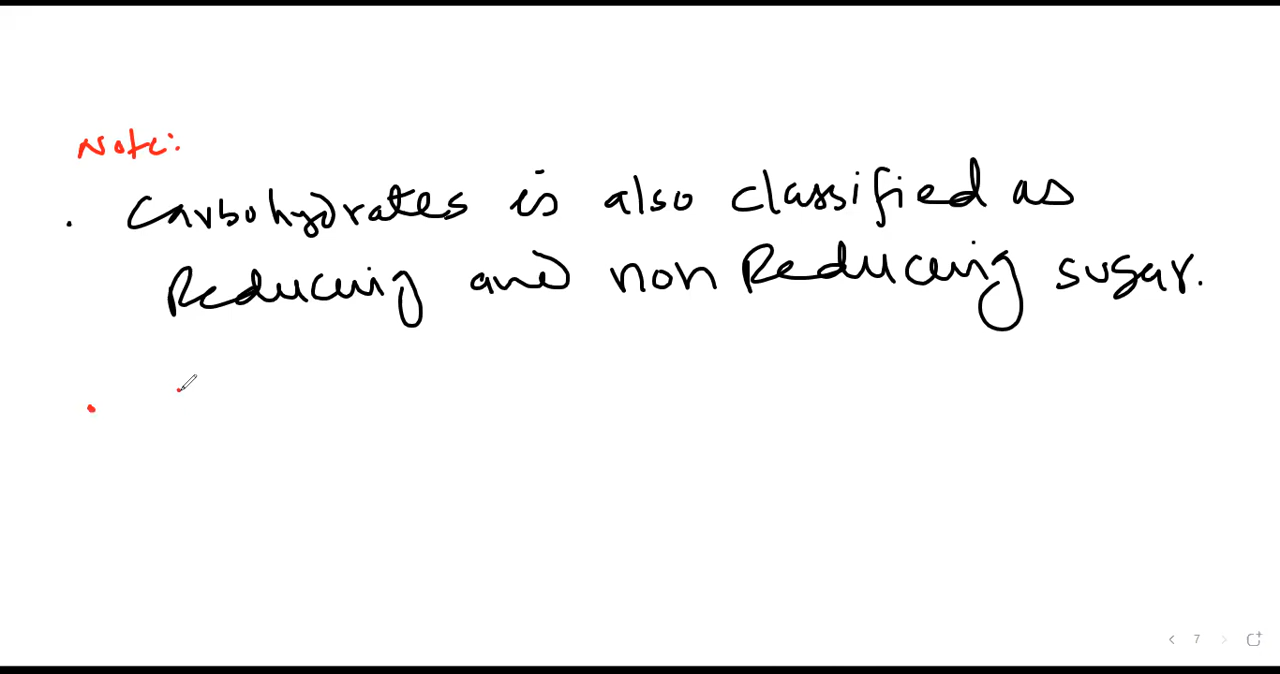 Note:
. Carbohydrates is also classified as
Reducing and non Reducing sugar.
.
< 7 >